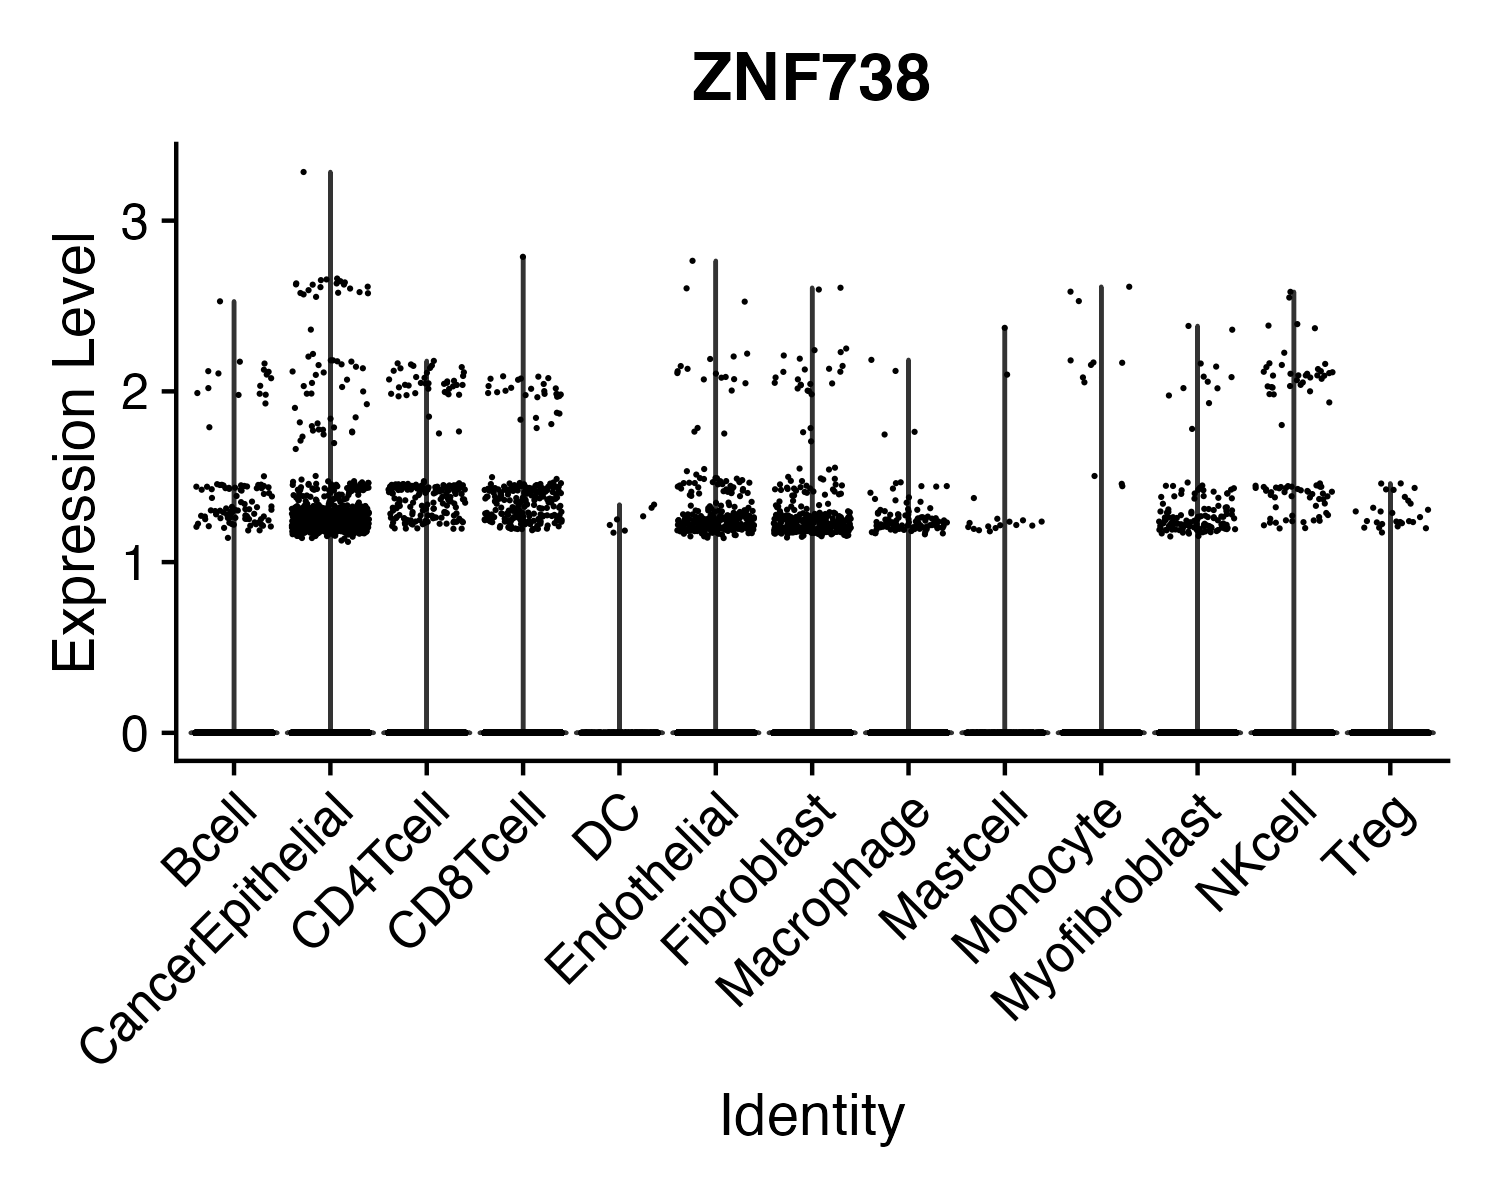 ZNF738
Expression Level
3
2
1
0
Bcell
CancerEpithelial
CD4Tcell
CD8Tcell
DC
Endothelial
Fibroblast
Macrophage
Mastcell
Monocyte
Myofibroblast
NKcell
Treg
Identity